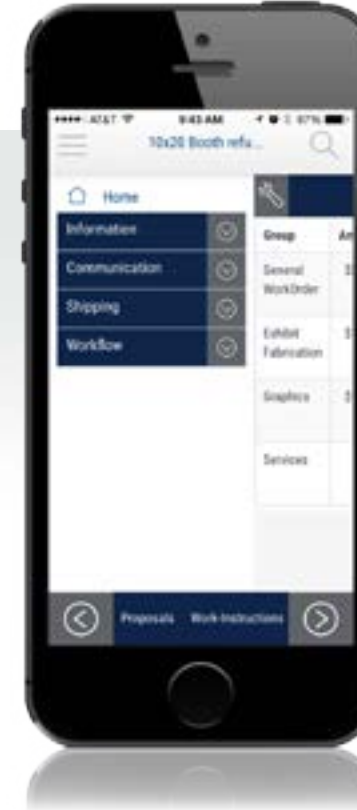 AT&T 9:43 AM 97%
10x20 Booth refu...
Home
Information
Communication
Shipping
Workflow
Group
General
WorkOrder
Exhibit
Fabrication
Graphics
Services
Proposals Work-Instructions